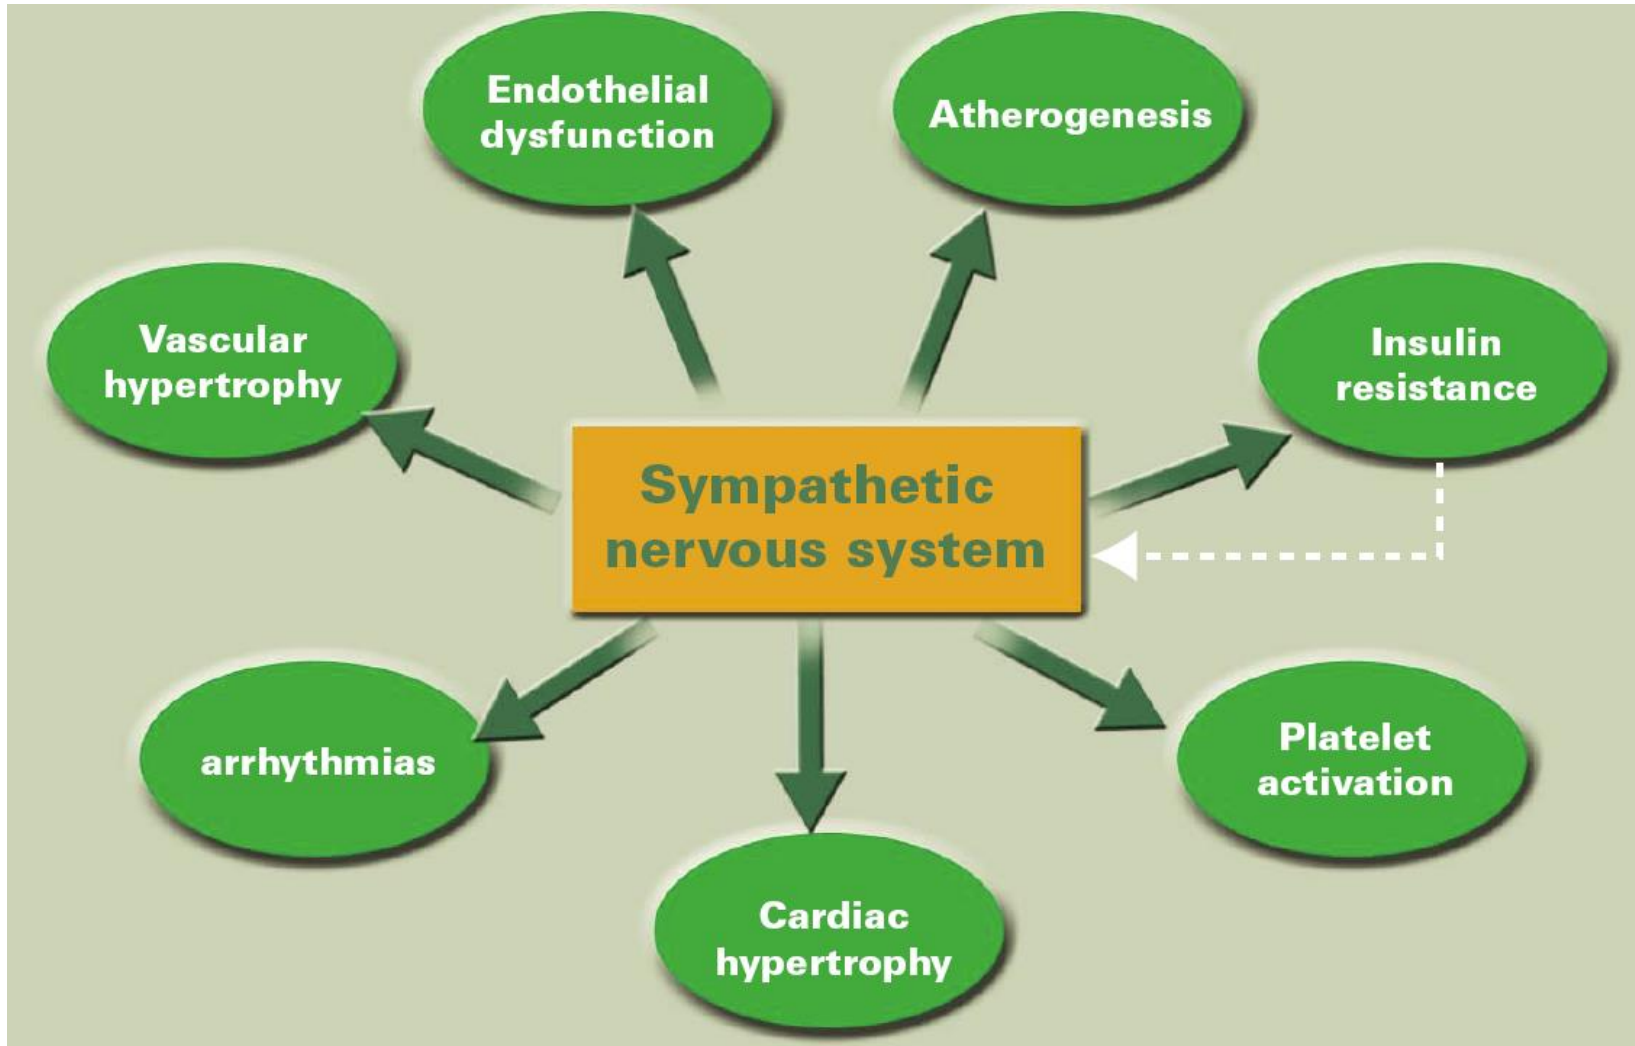 Endothelial
dysfunction
Atherogenesis
Vascular
hypertrophy
Insulin
resistance
Sympathetic
nervous system
arrhythmias
Platelet
activation
Cardiac
hypertrophy